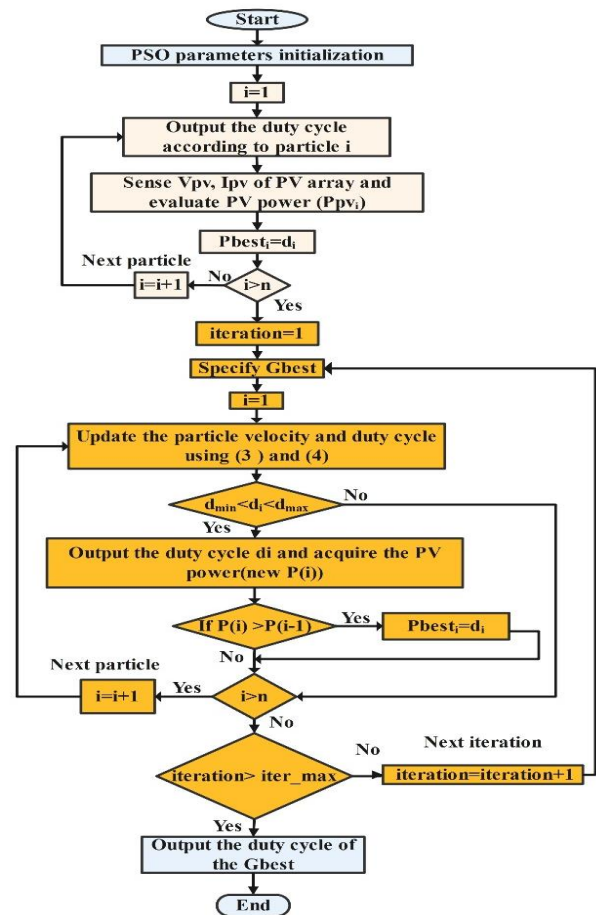 Start
PSO parameters initialization
i=1
Output the duty cycle
according to particle i
Sense Vpv, Ipv of PV array and
evaluate PV power (Ppvᵢ)
Pbestᵢ=dᵢ
Next particle
i=i+1
No
i>n
Yes
iteration=1
Specify Gbest
i=1
Update the particle velocity and duty cycle
using (3 ) and (4)
dmin<di<dmax
No
Yes
Output the duty cycle di and acquire the PV
power(new P(i))
If P(i) >P(i-1)
Yes
Pbestᵢ=dᵢ
No
Next particle
i=i+1
Yes
i>n
No
iteration> iter_max
No
Next iteration
iteration=iteration+1
Yes
Output the duty cycle of
the Gbest
End